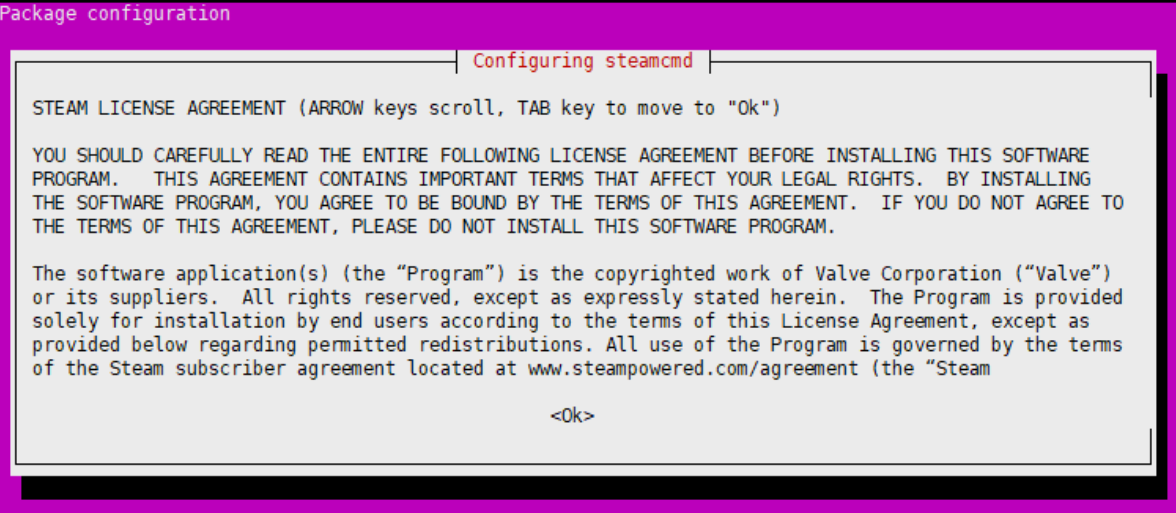 Package configuration
Configuring steamcmd
STEAM LICENSE AGREEMENT (ARROW keys scroll, TAB key to move to "Ok")
YOU SHOULD CAREFULLY READ THE ENTIRE FOLLOWING LICENSE AGREEMENT BEFORE INSTALLING THIS SOFTWARE
PROGRAM.   THIS AGREEMENT CONTAINS IMPORTANT TERMS THAT AFFECT YOUR LEGAL RIGHTS.  BY INSTALLING
THE SOFTWARE PROGRAM, YOU AGREE TO BE BOUND BY THE TERMS OF THIS AGREEMENT.  IF YOU DO NOT AGREE TO
THE TERMS OF THIS AGREEMENT, PLEASE DO NOT INSTALL THIS SOFTWARE PROGRAM.
The software application(s) (the “Program”) is the copyrighted work of Valve Corporation (“Valve”)
or its suppliers.  All rights reserved, except as expressly stated herein.  The Program is provided
solely for installation by end users according to the terms of this License Agreement, except as
provided below regarding permitted redistributions. All use of the Program is governed by the terms
of the Steam subscriber agreement located at www.steampowered.com/agreement (the “Steam
<Ok>